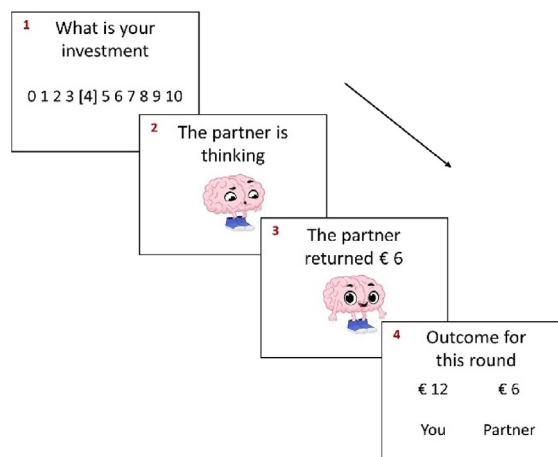 1
What is your
investment
0 1 2 3 [4] 5 6 7 8 9 10
2
The partner is
thinking
3
The partner
returned € 6
4
Outcome for
this round
€ 12 € 6
You Partner